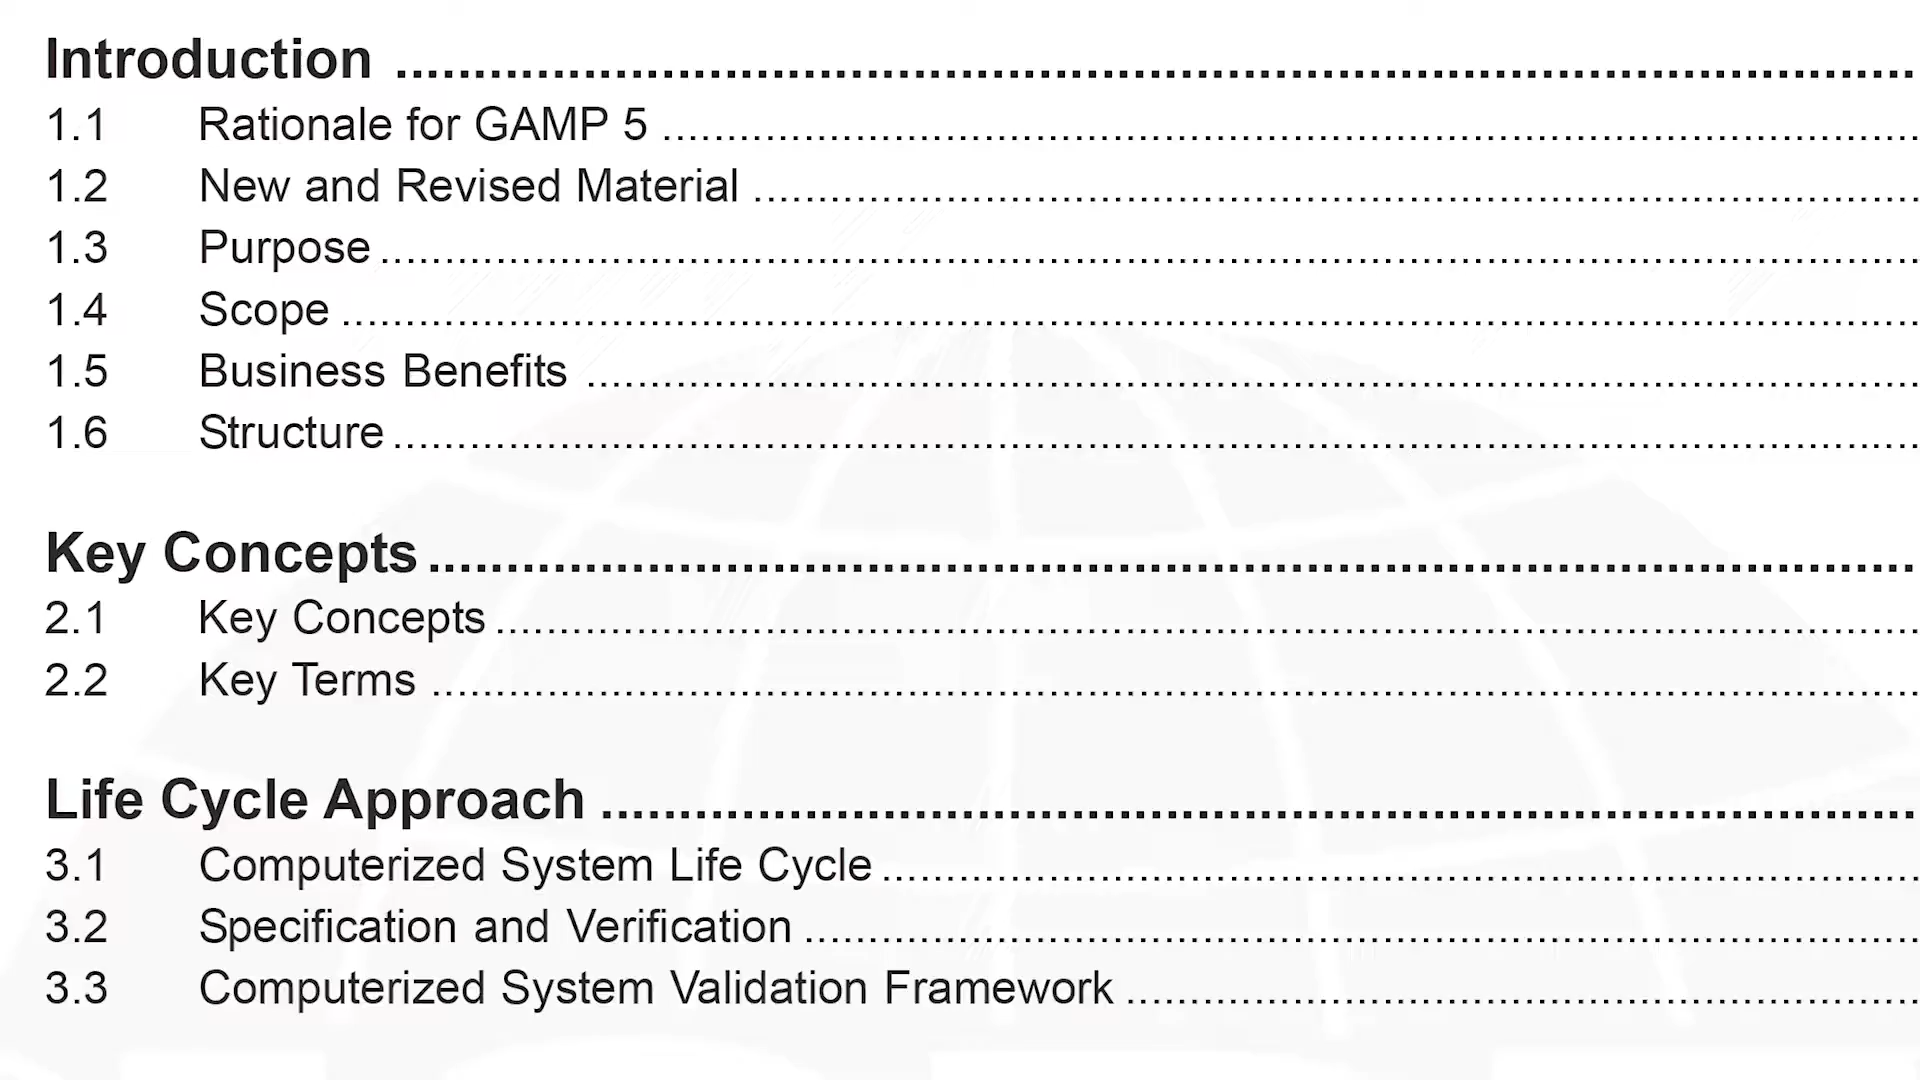 Introduction ................................................................
1.1 Rationale for GAMP 5 ................................................................
1.2 New and Revised Material ................................................................
1.3 Purpose ................................................................
1.4 Scope ................................................................
1.5 Business Benefits ................................................................
1.6 Structure ................................................................
Key Concepts ................................................................
2.1 Key Concepts ................................................................
2.2 Key Terms ................................................................
Life Cycle Approach ................................................................
3.1 Computerized System Life Cycle ................................................................
3.2 Specification and Verification ................................................................
3.3 Computerized System Validation Framework ................................................................